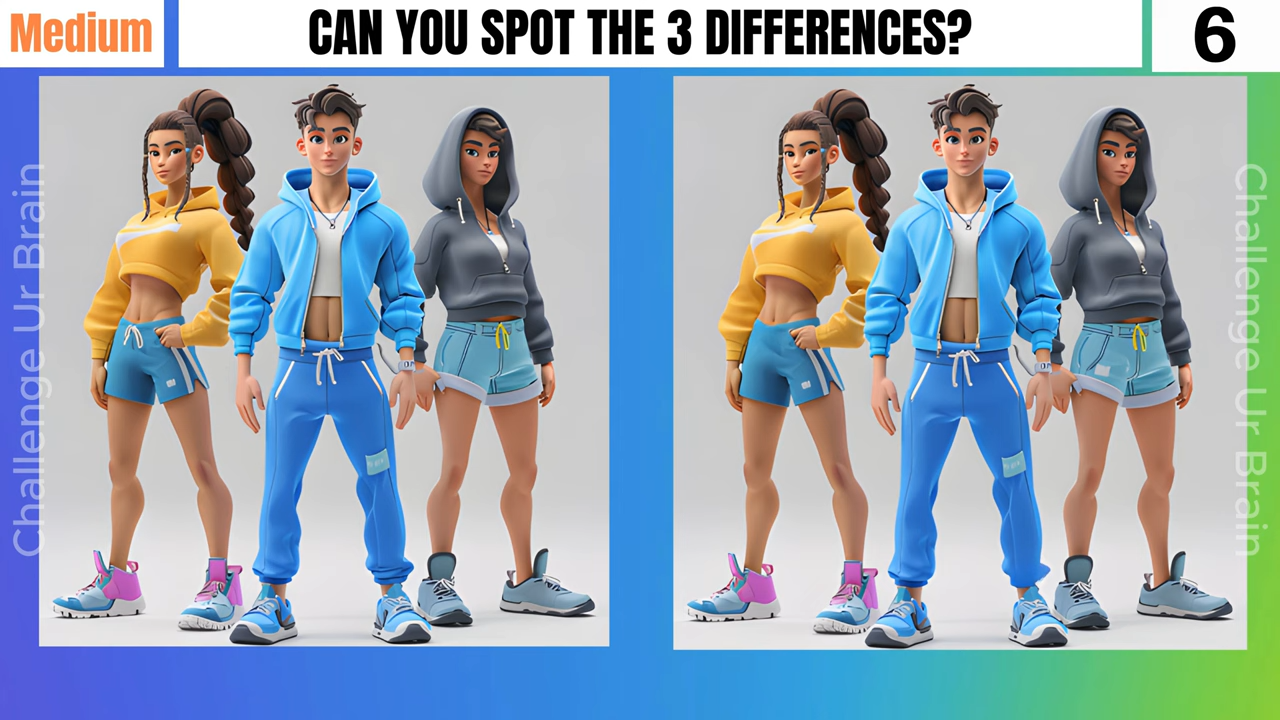 Medium
CAN YOU SPOT THE 3 DIFFERENCES?
6
Challenge Ur Brain
Challenge Ur Brain